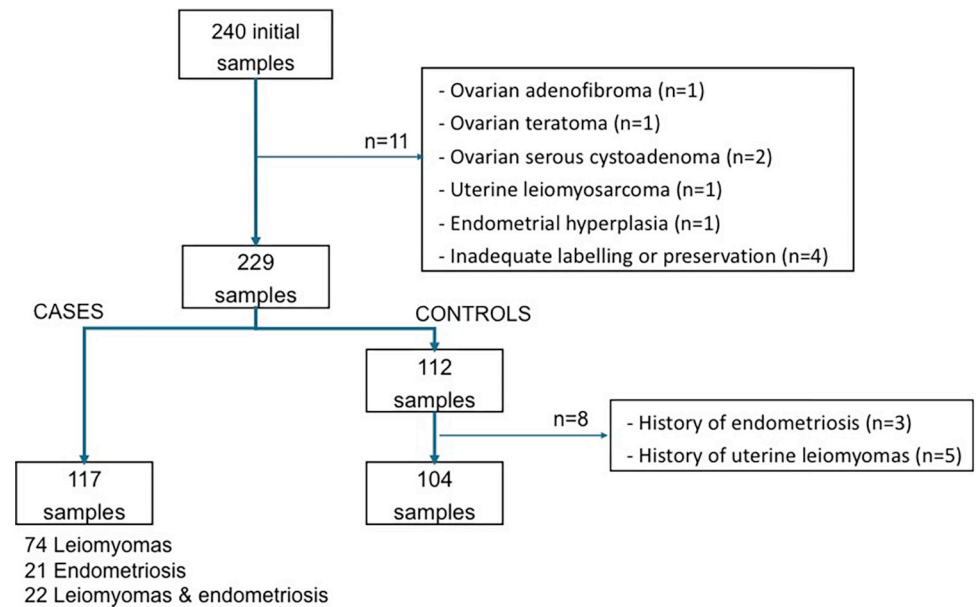 240 initial
samples
n=11
- Ovarian adenofibroma (n=1)
- Ovarian teratoma (n=1)
- Ovarian serous cystoadenoma (n=2)
- Uterine leiomyosarcoma (n=1)
- Endometrial hyperplasia (n=1)
- Inadequate labelling or preservation (n=4)
229
samples
CASES
CONTROLS
112
samples
n=8
- History of endometriosis (n=3)
- History of uterine leiomyomas (n=5)
117
samples
104
samples
74 Leiomyomas
21 Endometriosis
22 Leiomyomas & endometriosis